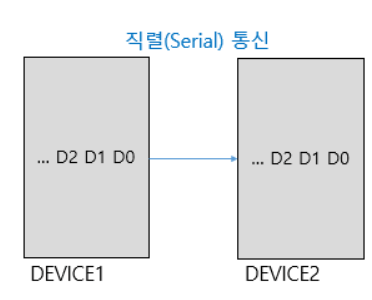 직렬(Serial) 통신
... D2 D1 D0
... D2 D1 D0
DEVICE1
DEVICE2